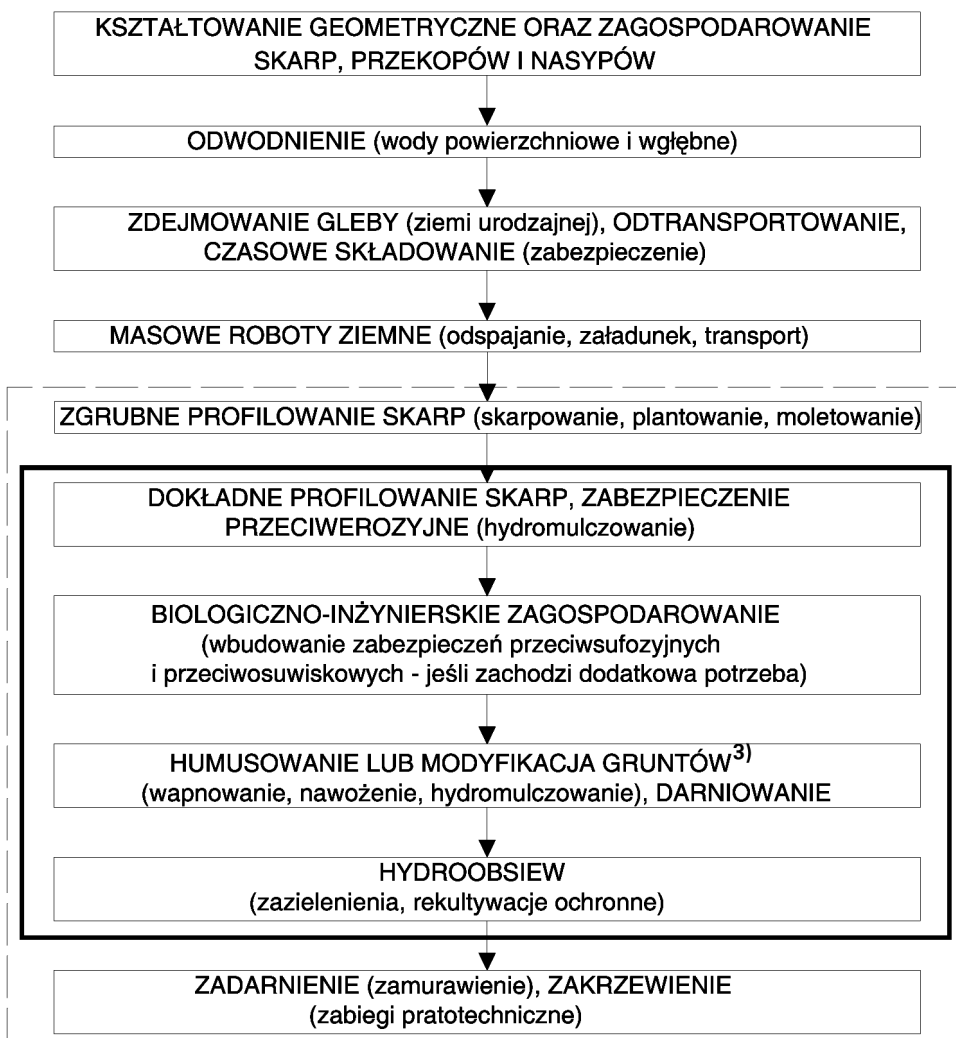 KSZTAŁTOWANIE GEOMETRYCZNE ORAZ ZAGOSPODAROWANIE
SKARP, PRZEKOPÓW I NASYPÓW
ODWODNIENIE (wody powierzchniowe i wgłębne)
ZDEJMOWANIE GLEBY (ziemi urodzajnej), ODTRANSPORTOWANIE,
CZASOWE SKŁADOWANIE (zabezpieczenie)
MASOWE ROBOTY ZIEMNE (odspajanie, załadunek, transport)
ZGRUBNE PROFILOWANIE SKARP (skarpowanie, plantowanie, moletowanie)
DOKŁADNE PROFILOWANIE SKARP, ZABEZPIECZENIE
PRZECIWEROZYJNE (hydromulczowanie)
BIOLOGICZNO-INŻYNIERSKIE ZAGOSPODAROWANIE
(wbudowanie zabezpieczeń przeciwsufozyjnych
i przeciwosuwiskowych - jeśli zachodzi dodatkowa potrzeba)
HUMUSOWANIE LUB MODYFIKACJA GRUNTÓW3)
(wapnowanie, nawożenie, hydromulczowanie), DARNIOWANIE
HYDROOBSIEW
(zazielenienia, rekultywacje ochronne)
ZADARNIENIE (zamurawienie), ZAKRZEWIENIE
(zabiegi pratotechniczne)